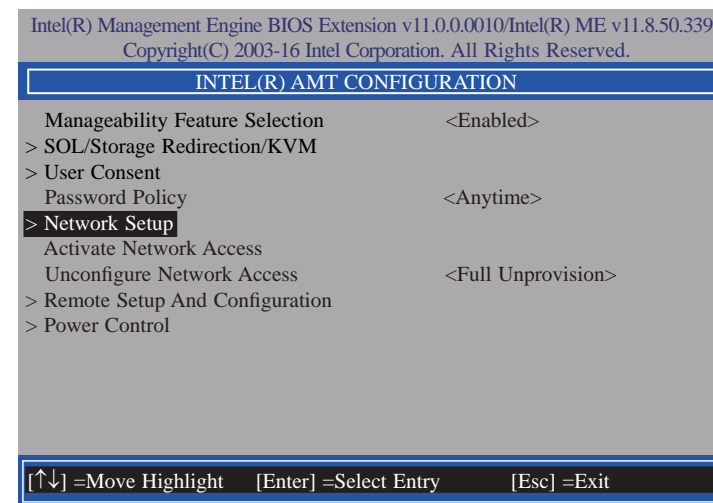 Intel(R) Management Engine BIOS Extension v11.0.0.0010/Intel(R) ME v11.8.50.339
Copyright(C) 2003-16 Intel Corporation. All Rights Reserved.
INTEL(R) AMT CONFIGURATION
Manageability Feature Selection <Enabled>
> SOL/Storage Redirection/KVM
> User Consent
Password Policy <Anytime>
> Network Setup
Activate Network Access
Unconfigure Network Access <Full Unprovision>
> Remote Setup And Configuration
> Power Control
[↑↓] =Move Highlight [Enter] =Select Entry [Esc] =Exit